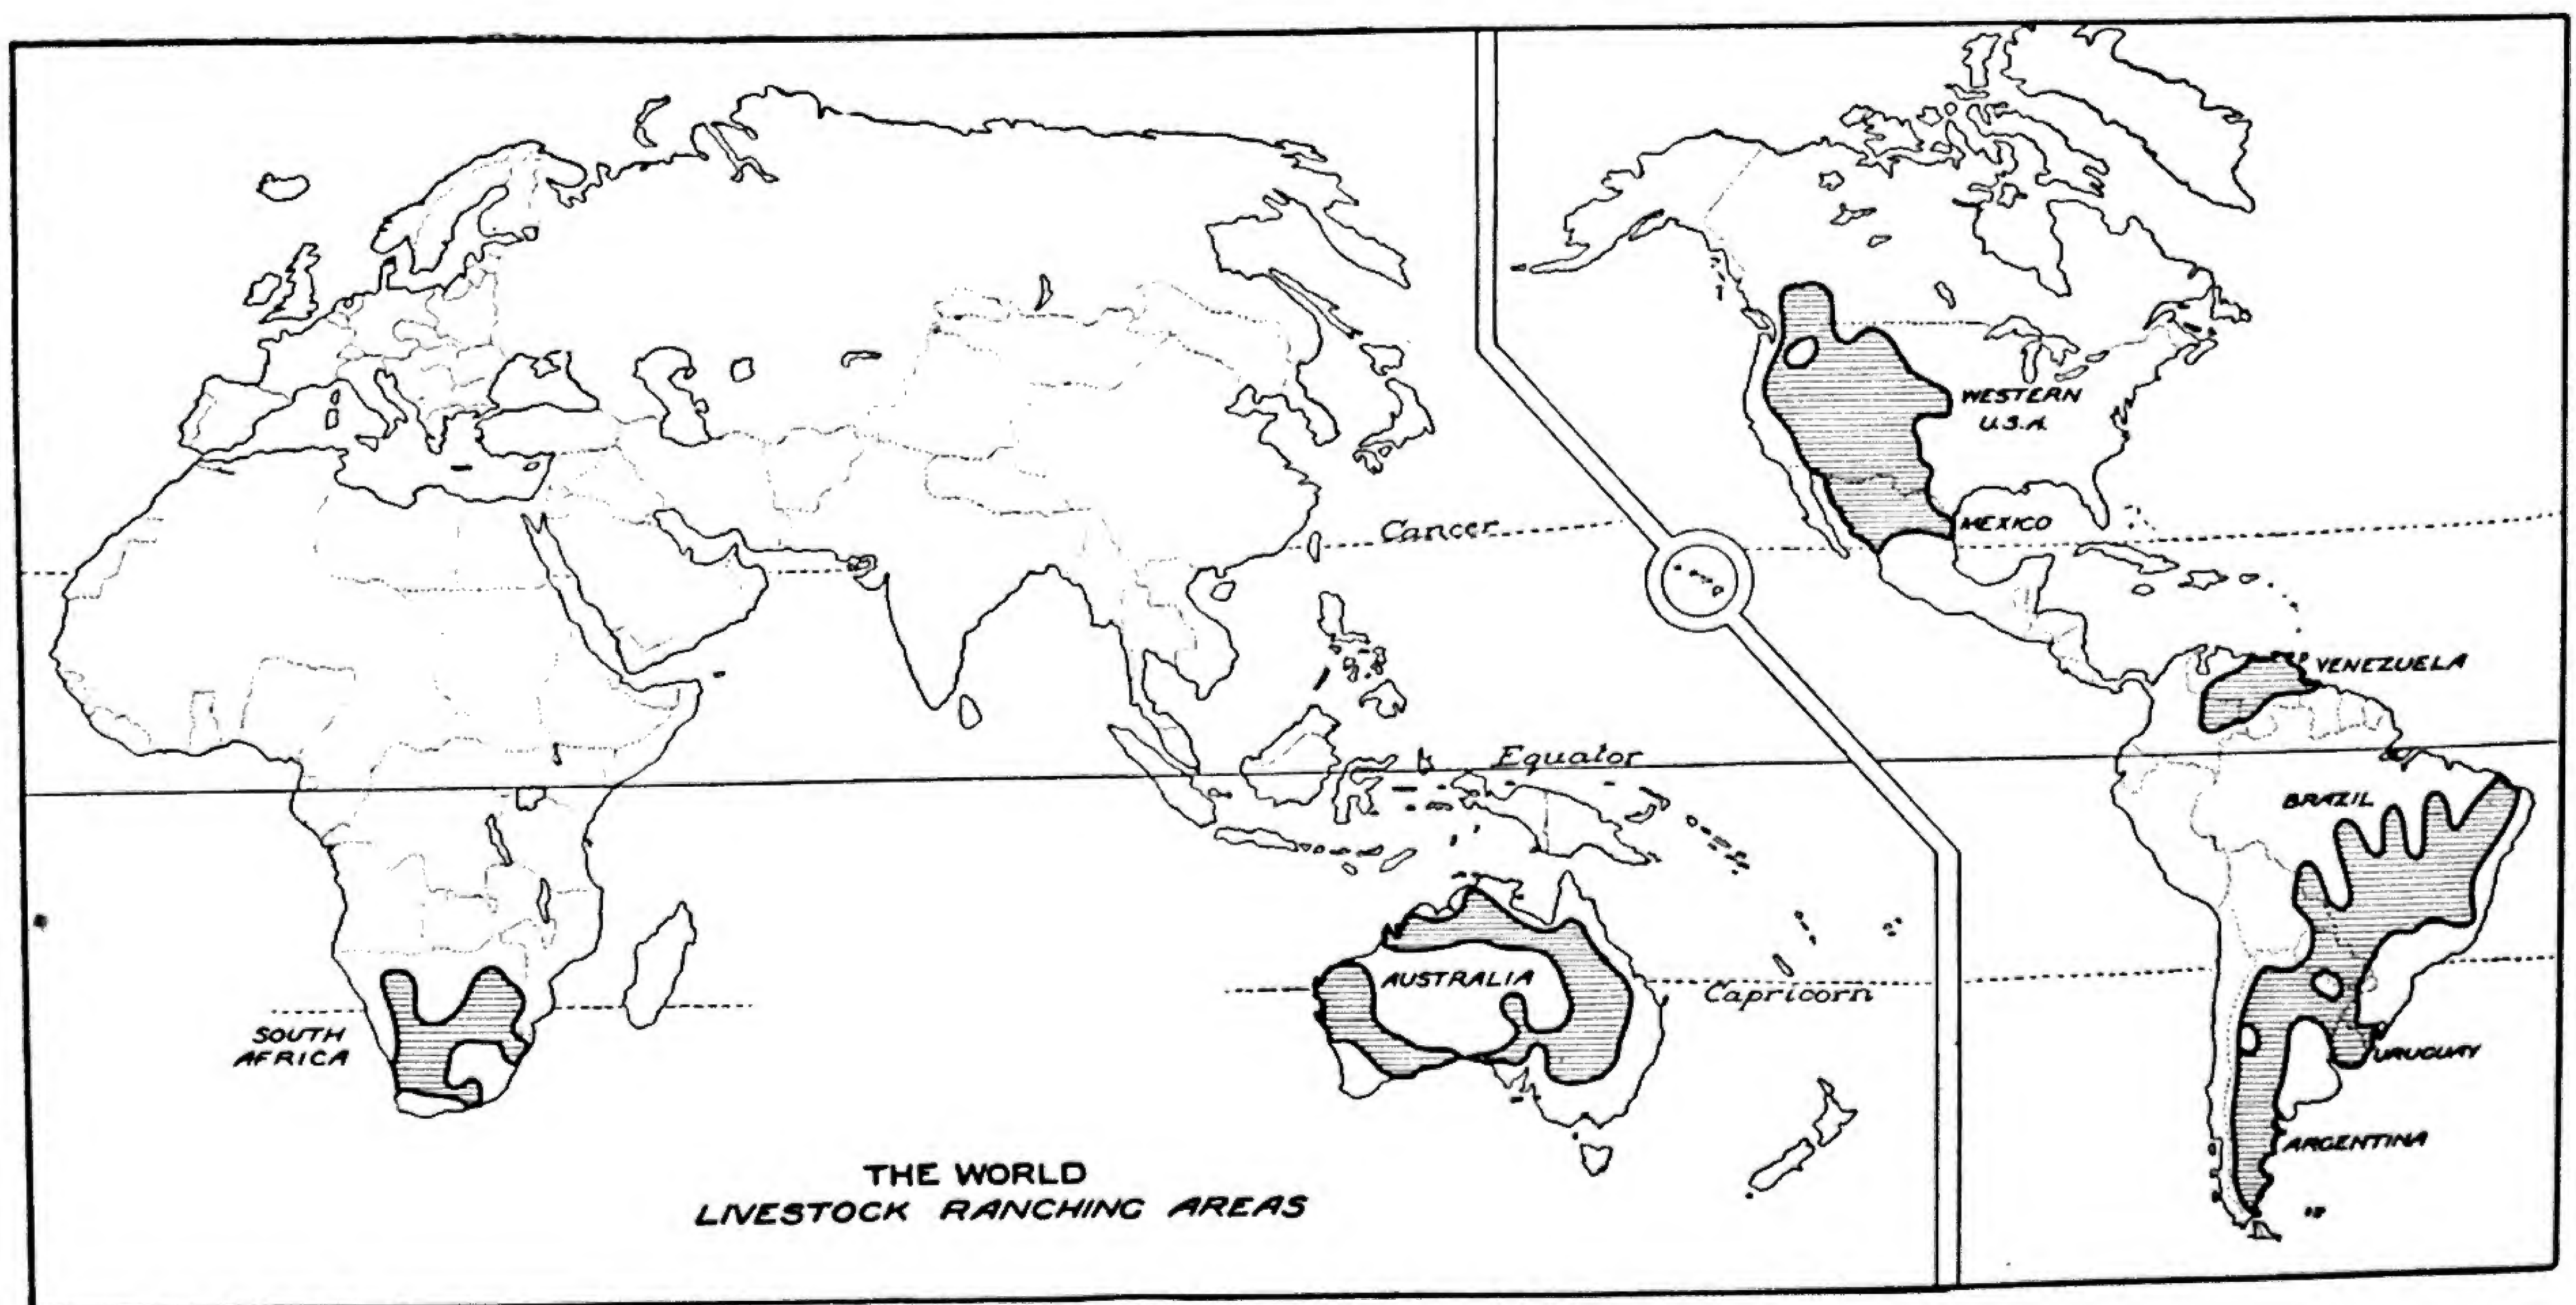 WESTERN
U.S.A.
Cancer
MEXICO
VENEZUELA
Equator
BRAZIL
AUSTRALIA
Capricorn
SOUTH
AFRICA
URUGUAY
ARGENTINA
THE WORLD
LIVESTOCK RANCHING AREAS